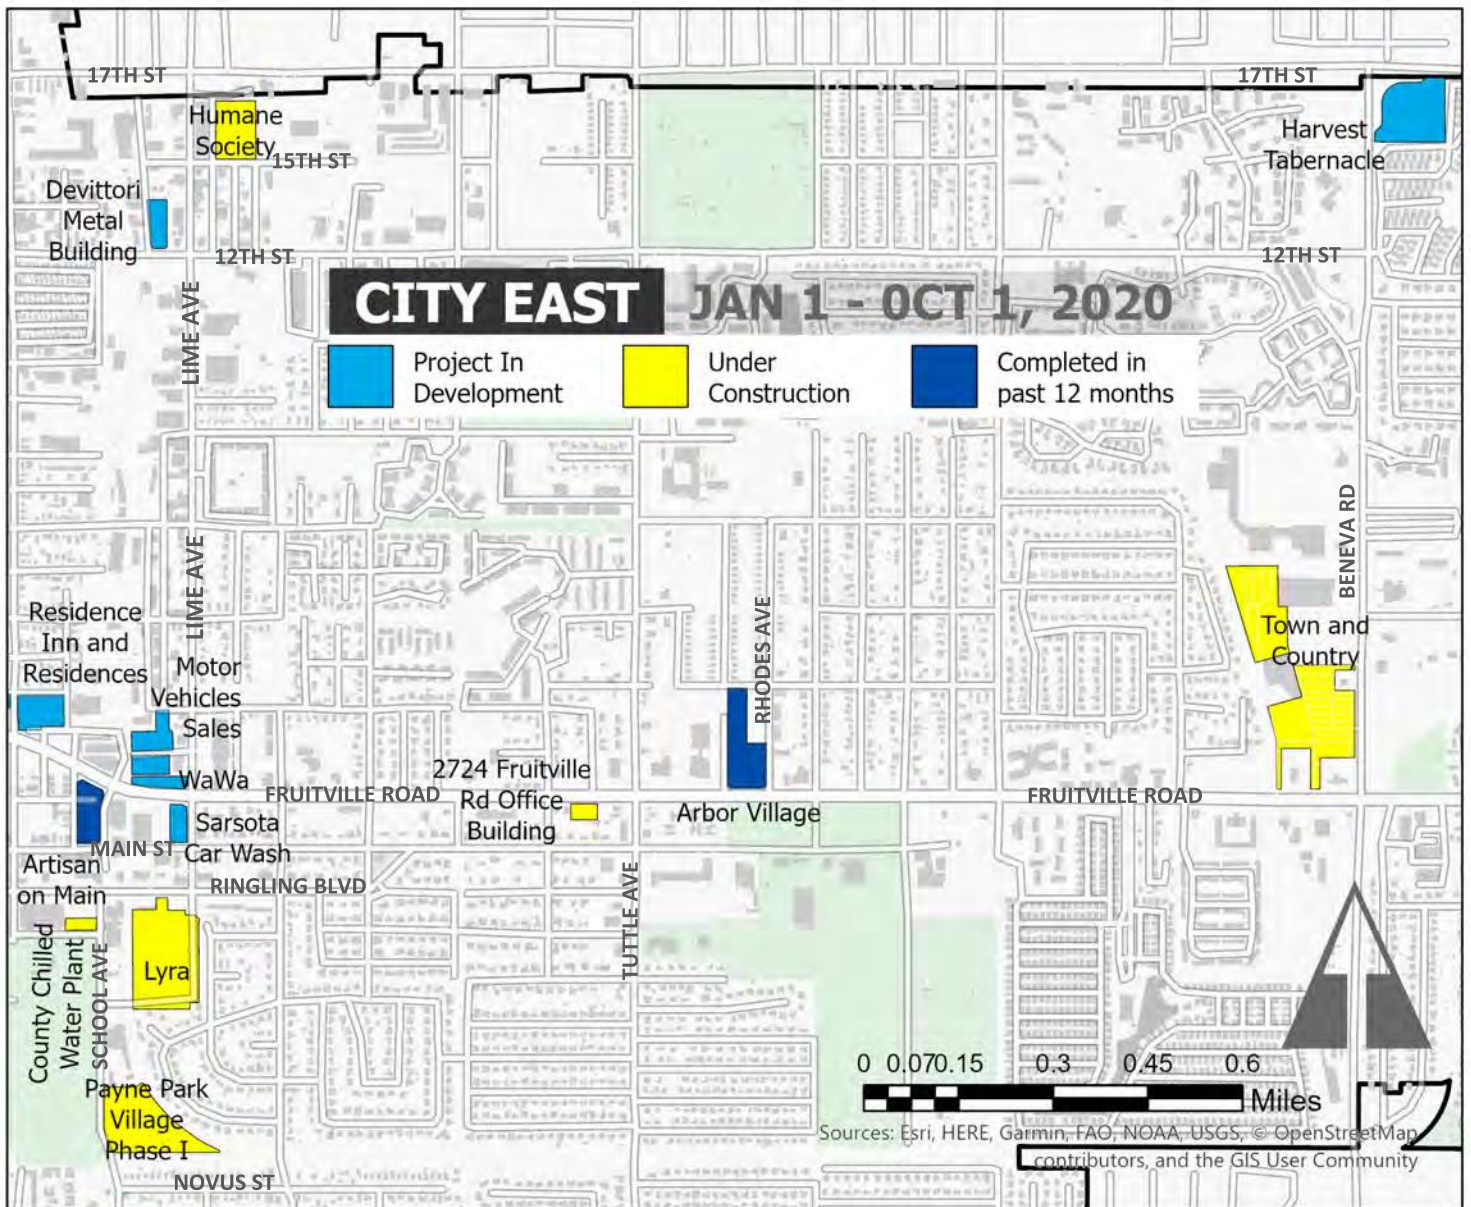 17TH ST
17TH ST
Humane
Society
15TH ST
Harvest
Tabernacle
Devittori
Metal
Building
12TH ST
12TH ST
CITY EAST
JAN 1 - 0CT 1, 2020
Project In
Development
Under
Construction
Completed in
past 12 months
LIME AVE
LIME AVE
BENEVA RD
RHODES AVE
Residence
Inn and
Residences
Motor
Vehicles
Sales
Town and
Country
WaWa
FRUITVILLE ROAD
2724 Fruitville
Rd Office
Building
Arbor Village
FRUITVILLE ROAD
Sarsota
Car Wash
MAIN ST
Artisan
on Main
RINGLING BLVD
TUTTLE AVE
County Chilled
Water Plant
SCHOOL AVE
Lyra
Payne Park
Village
Phase I
NOVUS ST
0 0.070.15 0.3 0.45 0.6
Miles
Sources: Esri, HERE, Garmin, FAO, NOAA, USGS, © OpenStreetMap
contributors, and the GIS User Community